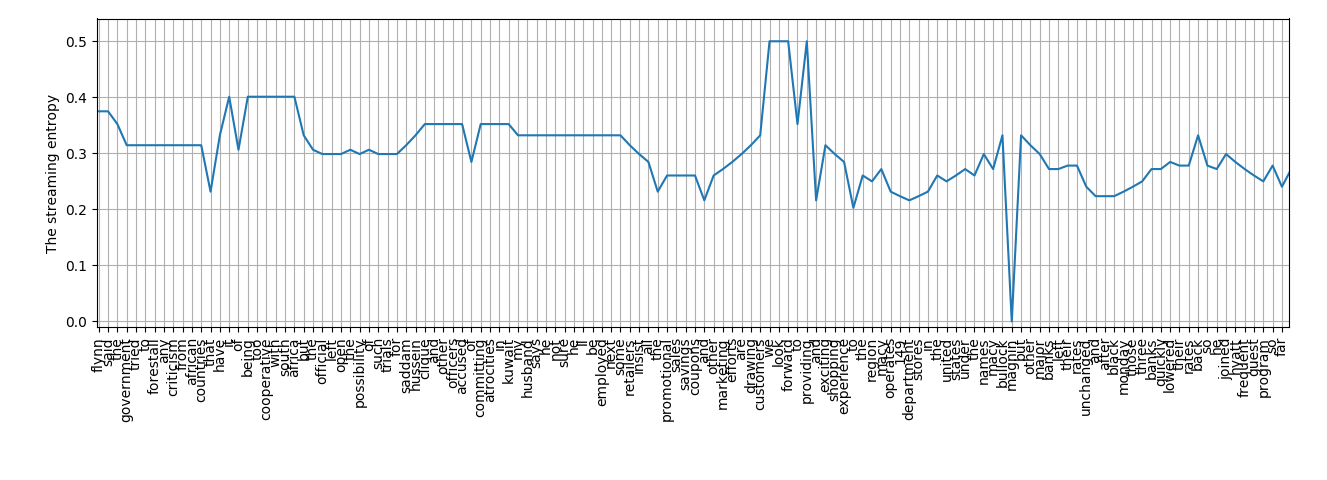 The streaming entropy
0.5
0.4
0.3
0.2
0.1
0.0
flynn
said
the
government
tried
to
forestall
any
criticism
from
african
countries
that
have
it
of
being
too
cooperative
with
south
africa
but
the
official
left
open
the
possibility
of
such
trials
for
saddam
hussein
clique
and
other
officers
accused
of
committing
atrocities
in
kuwait
my
husband
says
he
not
sure
he
ll
be
employed
next
some
retailers
insist
all
the
promotional
sales
savings
coupons
and
other
marketing
efforts
are
drawing
customers
we
look
forward
to
providing
and
exciting
shopping
experience
to
the
region
macy
operates
rare
department
stores
in
the
united
states
under
the
names
macy
bullock
magnin
but
other
major
banks
left
their
rates
unchanged
and
after
black
monday
those
three
banks
quickly
lowered
their
rates
back
so
he
joined
hyatt
frequent
guest
program
so
far